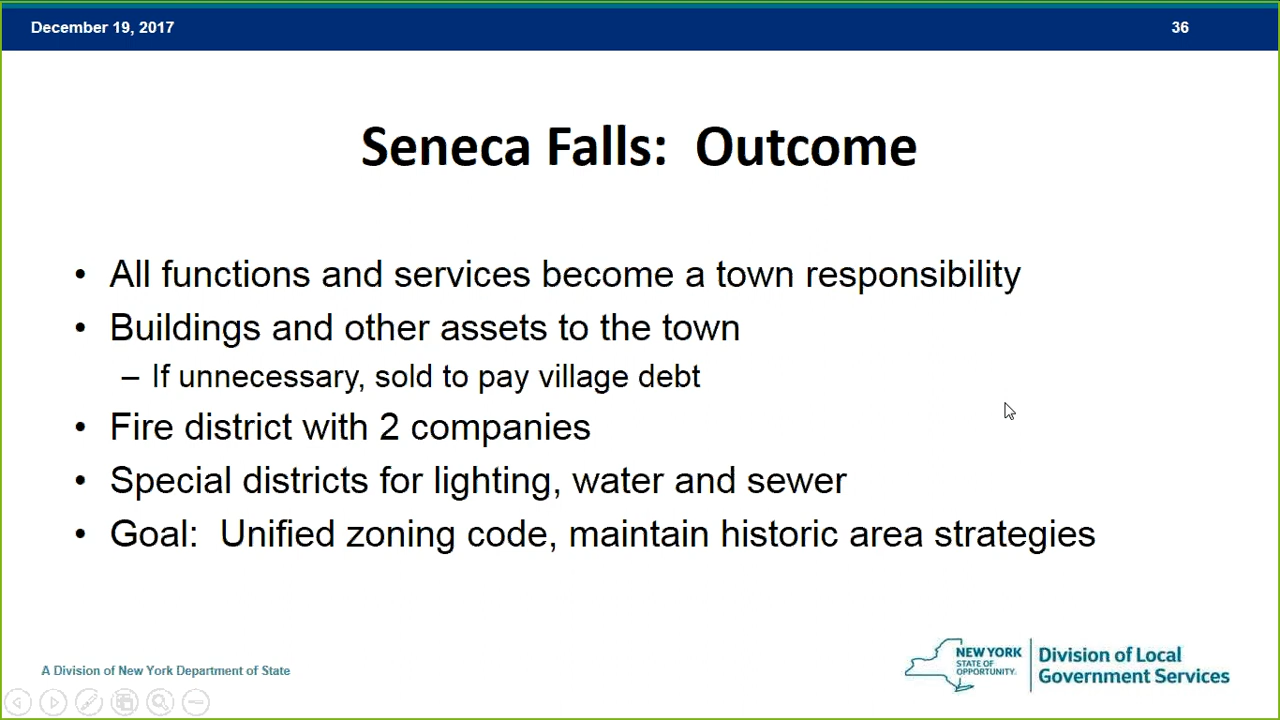 December 19, 2017
36
Seneca Falls: Outcome
• All functions and services become a town responsibility
• Buildings and other assets to the town
– If unnecessary, sold to pay village debt
• Fire district with 2 companies
• Special districts for lighting, water and sewer
• Goal: Unified zoning code, maintain historic area strategies
A Division of New York Department of State
NEW YORK
STATE OF
OPPORTUNITY.
Division of Local
Government Services